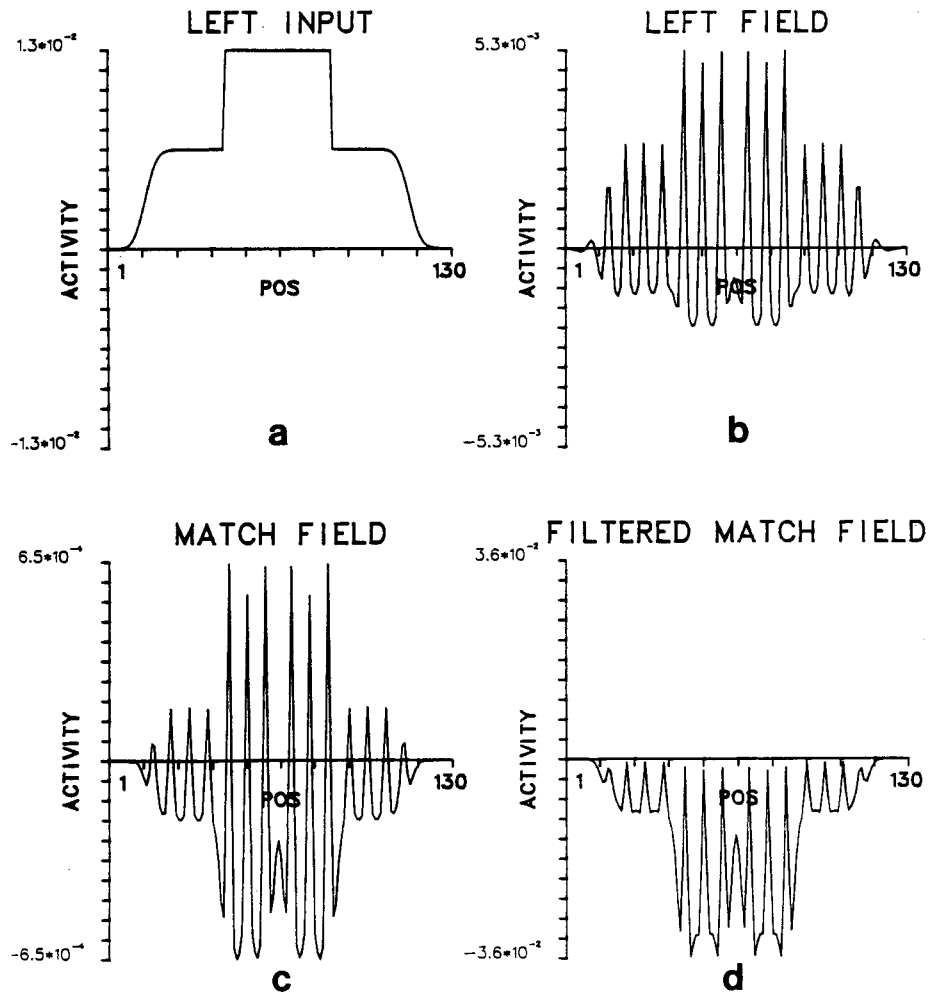 LEFT INPUT
1.3*10⁻²
ACTIVITY
1
130
POS
-1.3*10⁻²
a
LEFT FIELD
5.3*10⁻³
ACTIVITY
1
130
POS
-5.3*10⁻³
b
MATCH FIELD
6.5*10⁻⁴
ACTIVITY
1
130
POS
-6.5*10⁻⁴
c
FILTERED MATCH FIELD
3.6*10⁻²
ACTIVITY
1
130
POS
-3.6*10⁻²
d